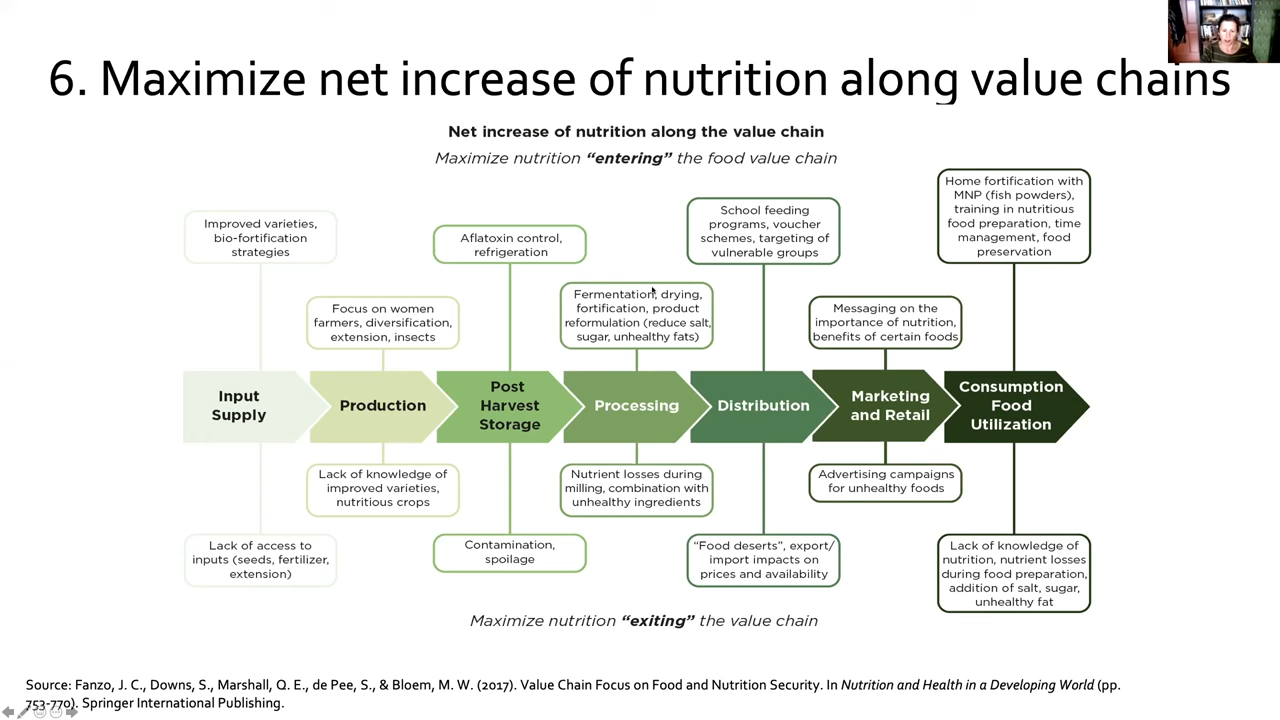 6. Maximize net increase of nutrition along value chains
Net increase of nutrition along the value chain
Maximize nutrition “entering” the food value chain
Improved varieties,
bio-fortification
strategies
Focus on women
farmers, diversification,
extension, insects
Aflatoxin control,
refrigeration
Fermentation, drying,
fortification, product
reformulation (reduce salt,
sugar, unhealthy fats)
School feeding
programs, voucher
schemes, targeting of
vulnerable groups
Messaging on the
importance of nutrition,
benefits of certain foods
Home fortification with
MNP (fish powders),
training in nutritious
food preparation, time
management, food
preservation
Input
Supply
Production
Post
Harvest
Storage
Processing
Distribution
Marketing
and Retail
Consumption
Food
Utilization
Lack of access to
inputs (seeds, fertilizer,
extension)
Lack of knowledge of
improved varieties,
nutritious crops
Contamination,
spoilage
Nutrient losses during
milling, combination with
unhealthy ingredients
“Food deserts”, export/
import impacts on
prices and availability
Advertising campaigns
for unhealthy foods
Lack of knowledge of
nutrition, nutrient losses
during food preparation,
addition of salt, sugar,
unhealthy fat
Maximize nutrition “exiting” the value chain
Source: Fanzo, J. C., Downs, S., Marshall, Q. E., de Pee, S., & Bloem, M. W. (2017). Value Chain Focus on Food and Nutrition Security. In Nutrition and Health in a Developing World (pp.
753-770). Springer International Publishing.